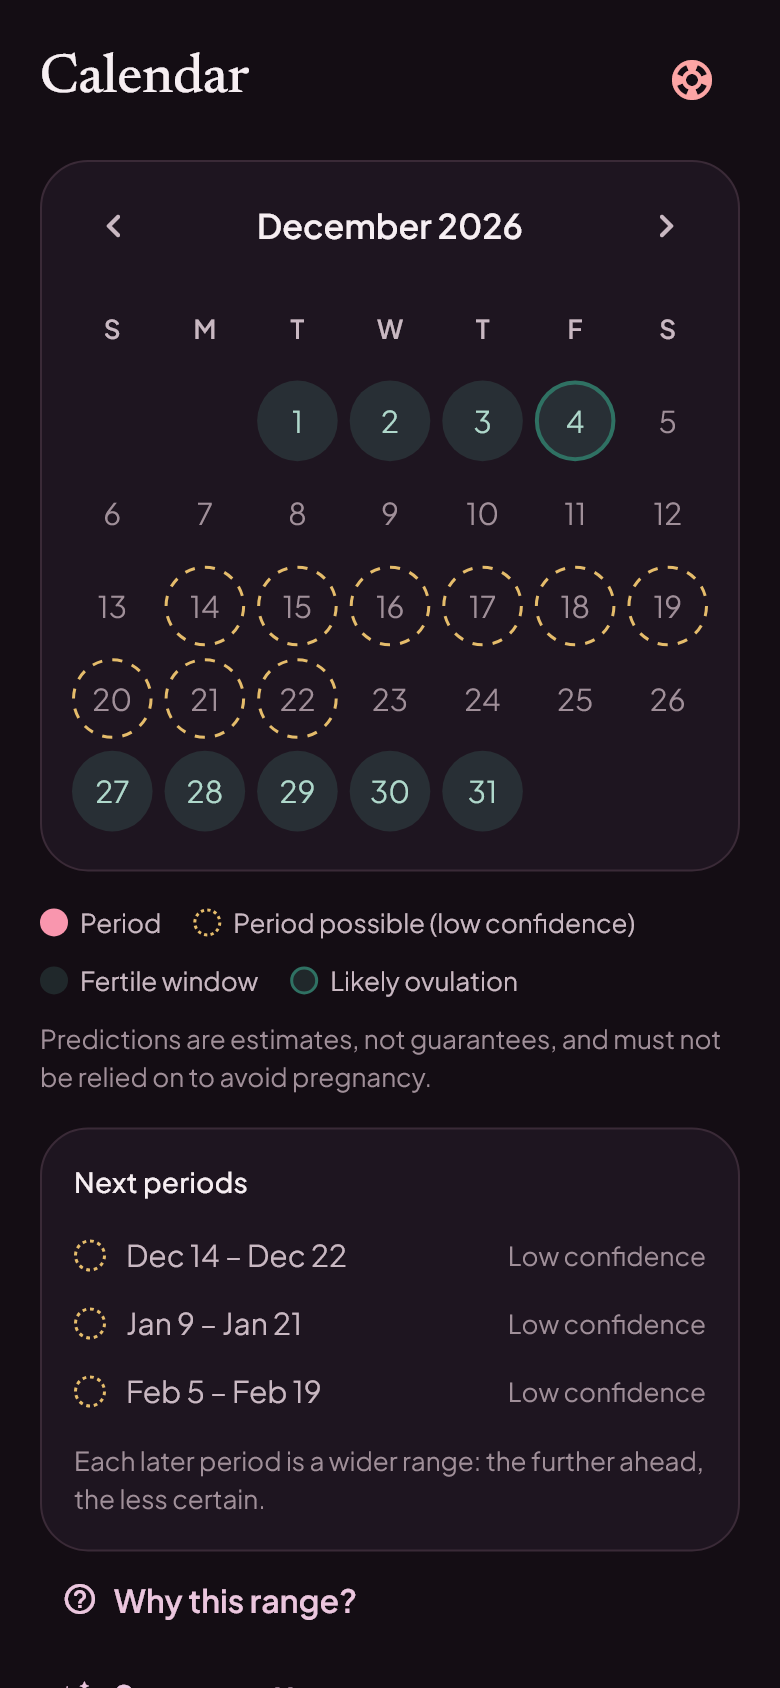 Calendar
December 2026
S M T W T F S
1 2 3 4 5
6 7 8 9 10 11 12
13 14 15 16 17 18 19
20 21 22 23 24 25 26
27 28 29 30 31
Period Period possible (low confidence)
Fertile window Likely ovulation
Predictions are estimates, not guarantees, and must not
be relied on to avoid pregnancy.
Next periods
Dec 14 – Dec 22 Low confidence
Jan 9 – Jan 21 Low confidence
Feb 5 – Feb 19 Low confidence
Each later period is a wider range: the further ahead,
the less certain.
Why this range?